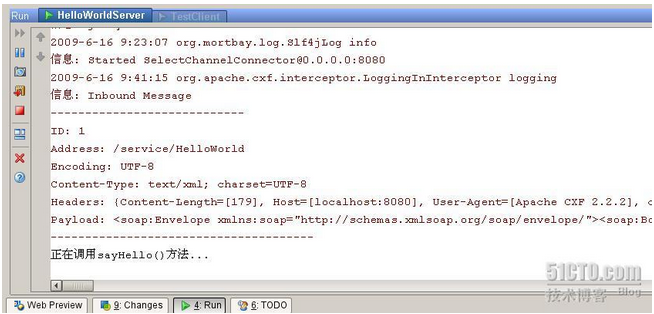 Run HelloWorldServer TestClient
2009-6-16 9:23:07 org.mortbay.log.Slf4jLog info
信息: Started SelectChannelConnector@0.0.0.0:8080
2009-6-16 9:41:15 org.apache.cxf.interceptor.LoggingInInterceptor logging
信息: Inbound Message
----------------------------
ID: 1
Address: /service/HelloWorld
Encoding: UTF-8
Content-Type: text/xml; charset=UTF-8
Headers: {Content-Length=[179], Host=[localhost:8080], User-Agent=[Apache CXF 2.2.2], c
Payload: <soap:Envelope xmlns:soap="http://schemas.xmlsoap.org/soap/envelope/"><soap:Bo
--------------------------------------
正在调用sayHello()方法...
51CTO.com
技术博客 Blog
Web Preview 9: Changes 4: Run 6: TODO